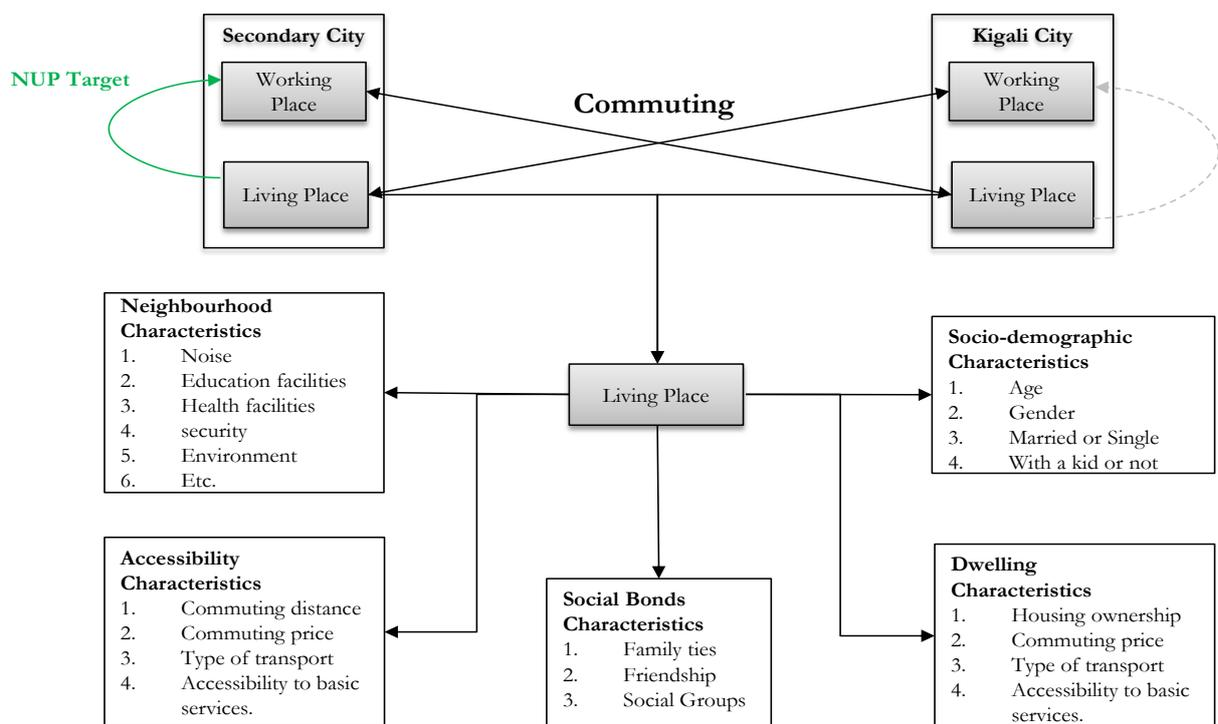 Secondary City
Kigali City
NUP Target
Working
Place
Commuting
Working
Place
Living Place
Living Place
Neighbourhood
Characteristics
1. Noise
2. Education facilities
3. Health facilities
4. security
5. Environment
6. Etc.
Living Place
Socio-demographic
Characteristics
1. Age
2. Gender
3. Married or Single
4. With a kid or not
Accessibility
Characteristics
1. Commuting distance
2. Commuting price
3. Type of transport
4. Accessibility to basic
services.
Social Bonds
Characteristics
1. Family ties
2. Friendship
3. Social Groups
Dwelling
Characteristics
1. Housing ownership
2. Commuting price
3. Type of transport
4. Accessibility to basic
services.